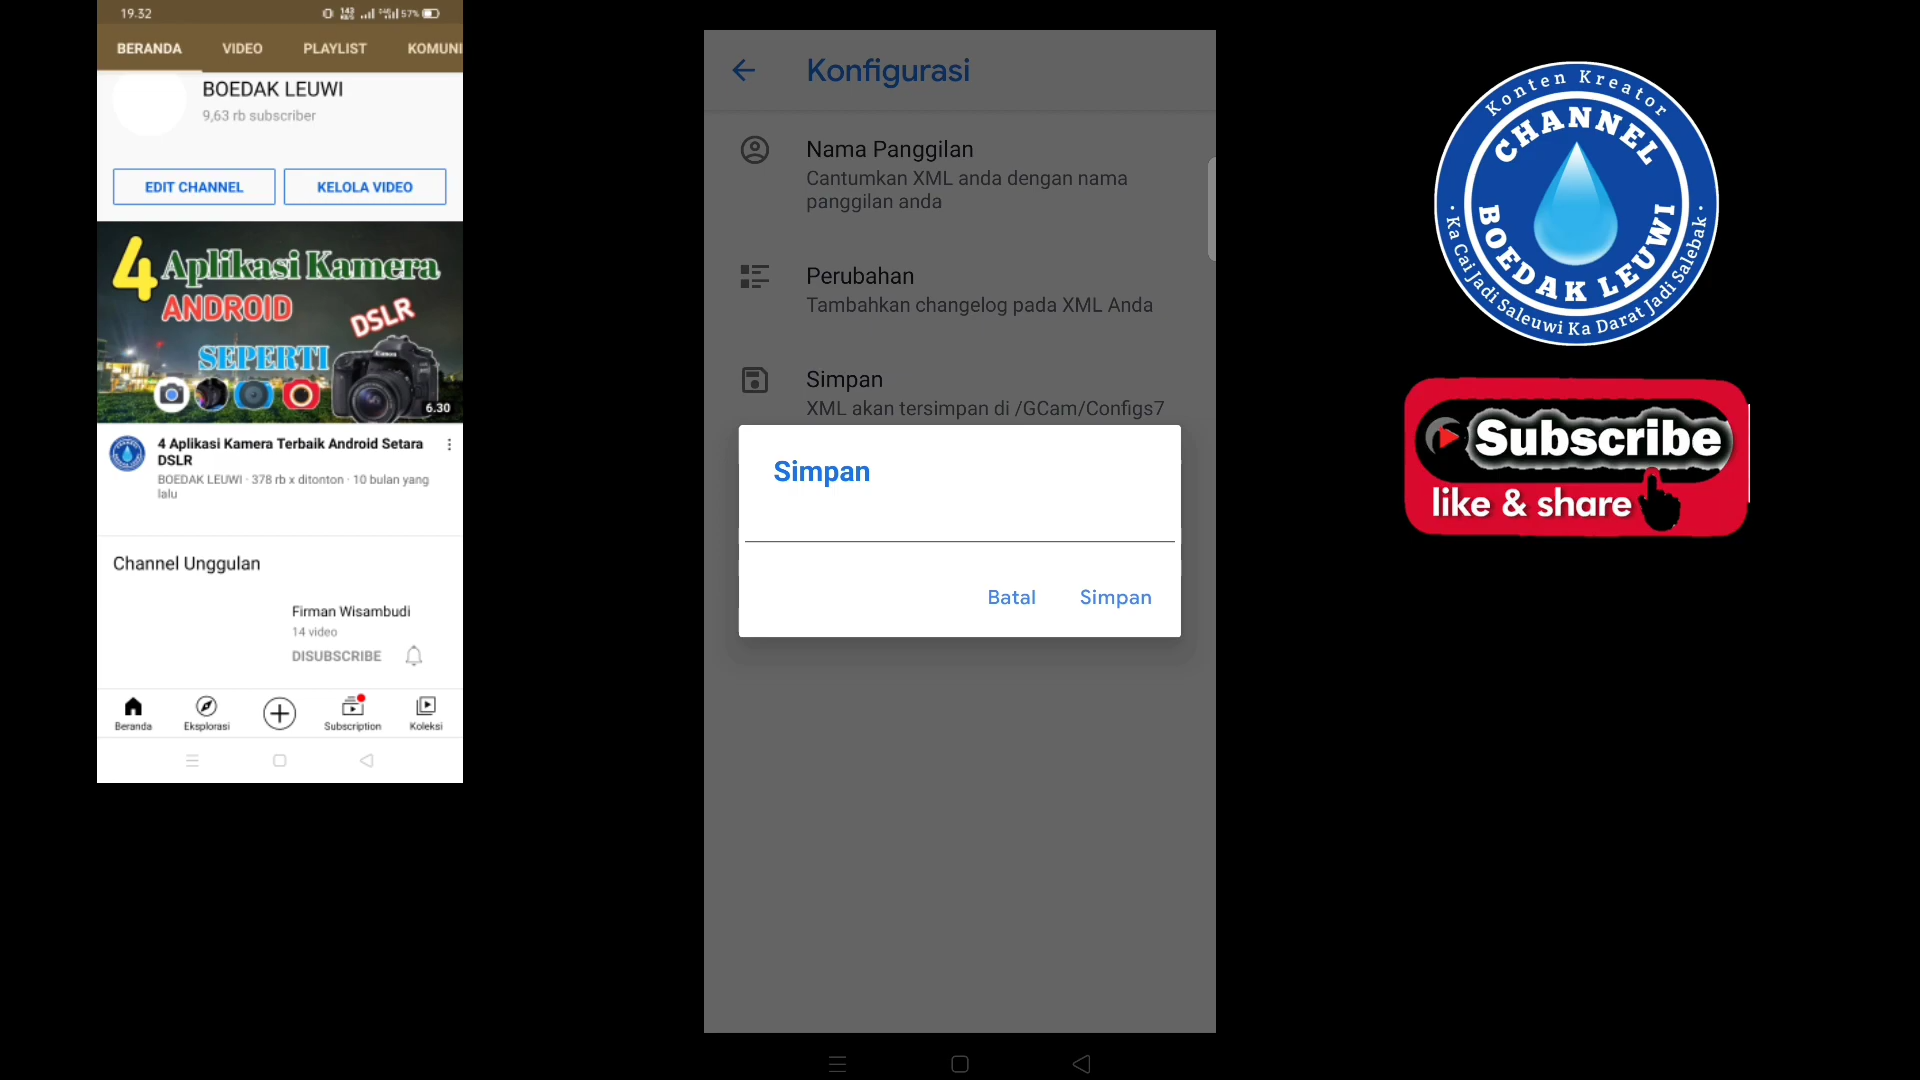 19.32
143
KB/S
57%
BERANDA
VIDEO
PLAYLIST
KOMUNI
BOEDAK LEUWI
9,63 rb subscriber
EDIT CHANNEL
KELOLA VIDEO
4 Aplikasi Kamera
ANDROID
DSLR
SEPERTI
Canon
6.30
4 Aplikasi Kamera Terbaik Android Setara
DSLR
BOEDAK LEUWI · 378 rb x ditonton · 10 bulan yang
lalu
Channel Unggulan
Firman Wisambudi
14 video
DISUBSCRIBE
Beranda
Eksplorasi
Subscription
Koleksi
Konfigurasi
Nama Panggilan
Cantumkan XML anda dengan nama
panggilan anda
Perubahan
Tambahkan changelog pada XML Anda
Simpan
XML akan tersimpan di /GCam/Configs7
Simpan
Batal
Simpan
Konten Kreator
CHANNEL
BOEDAK LEUWI
· Ka Cai Jadi Saleuwi Ka Darat Jadi Salebak ·
Subscribe
like & share